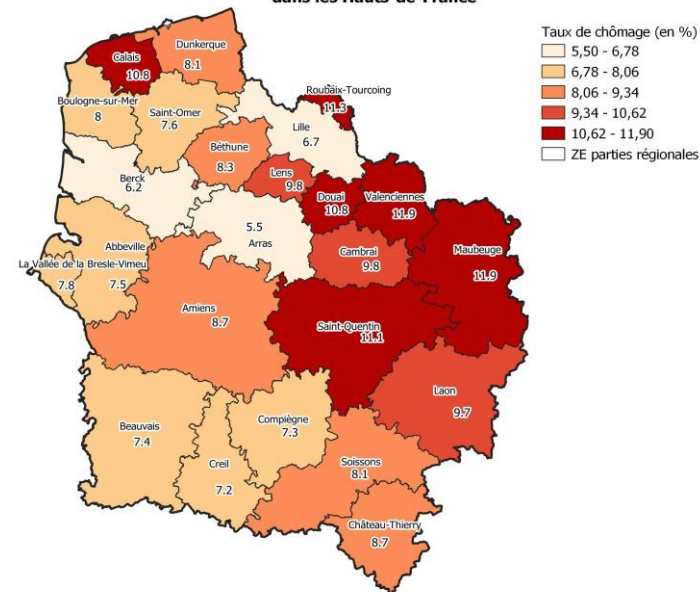 dans les Hauts-de-France
Taux de chômage (en %)
5,50 - 6,78
6,78 - 8,06
8,06 - 9,34
9,34 - 10,62
10,62 - 11,90
ZE parties régionales
Dunkerque
8.1
Calais
10.8
Roubaix-Tourcoing
11.3
Boulogne-sur-Mer
8
Saint-Omer
7.6
Lille
6.7
Béthune
8.3
Lens
9.8
Berck
6.2
Douai
10.8
Valenciennes
11.9
5.5
Arras
Abbeville
7.5
La Vallée de la Bresle-Vimeu
7.8
Cambrai
9.8
Maubeuge
11.9
Amiens
8.7
Saint-Quentin
11.1
Laon
9.7
Beauvais
7.4
Compiègne
7.3
Creil
7.2
Soissons
8.1
Château-Thierry
8.7